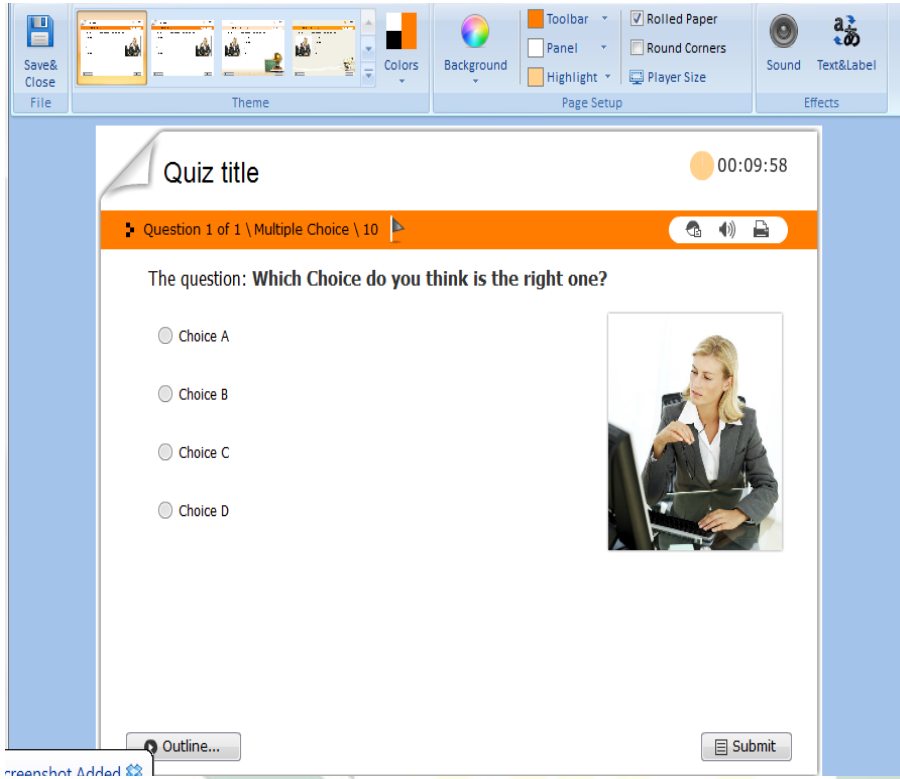 Save&
Close
File
Theme
Colors
Background
Toolbar
Panel
Highlight
Rolled Paper
Round Corners
Player Size
Page Setup
Sound
aあ
Text&Label
Effects
Quiz title
00:09:58
Question 1 of 1 \ Multiple Choice \ 10
The question: Which Choice do you think is the right one?
Choice A
Choice B
Choice C
Choice D
Outline...
Submit
creenshot Added